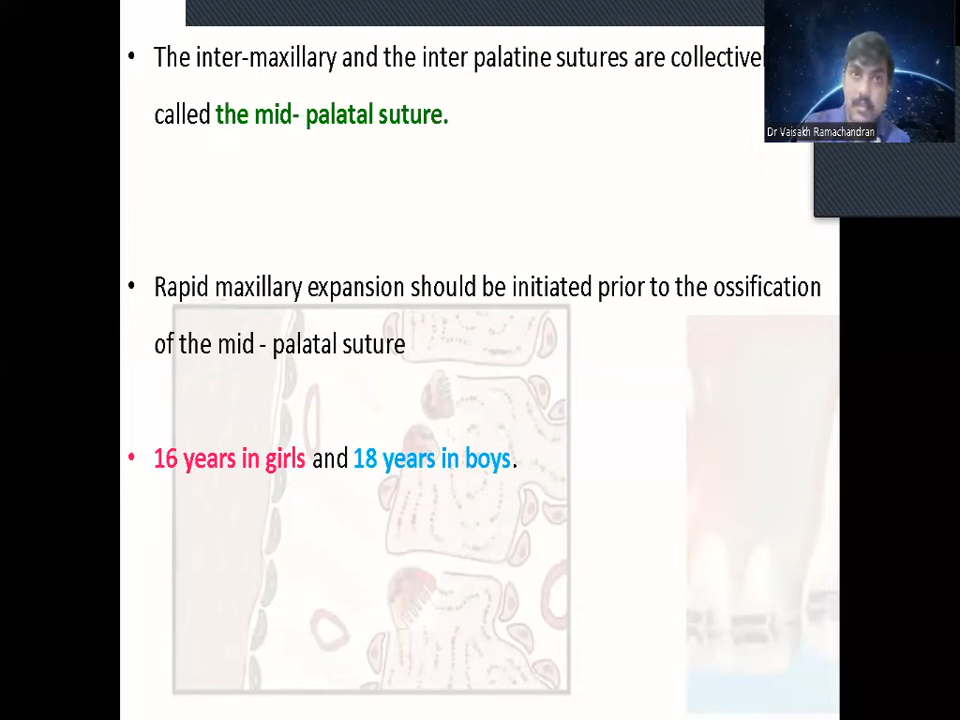 • The inter-maxillary and the inter palatine sutures are
called the mid- palatal suture.
Dr Vaisakh Ramachandran
• Rapid maxillary expansion should be initiated prior to the ossification
of the mid - palatal suture
• 16 years in girls and 18 years in boys.